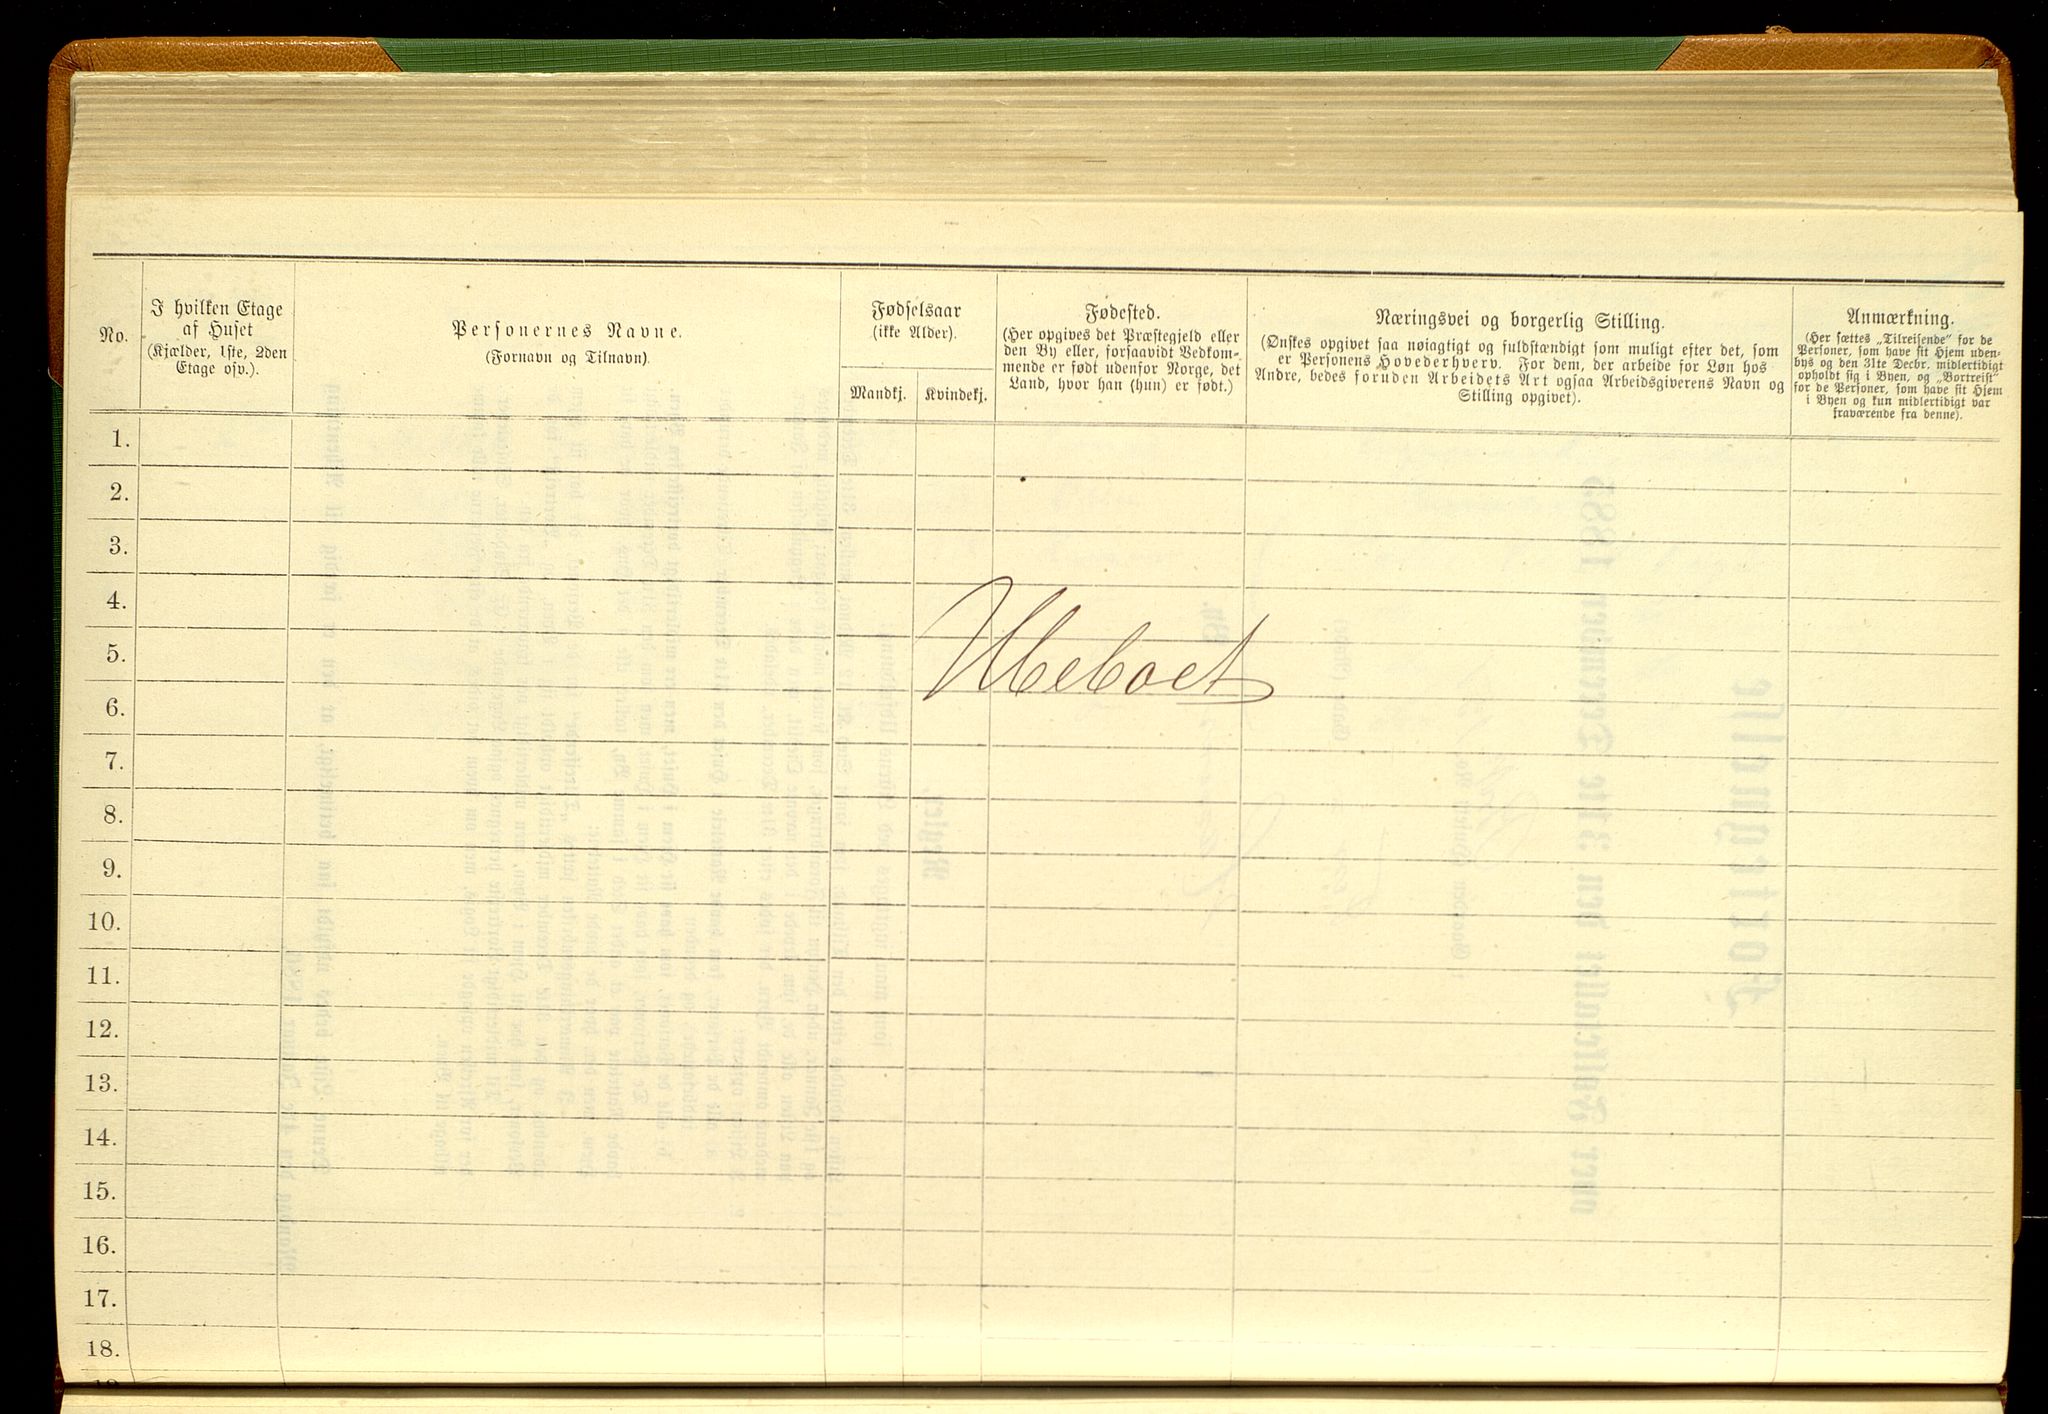 No.
I hvilken Etage
af Huset
(Kjælder, 1ste, 2den
Etage osv.).
Personernes Navne.
(Fornavn og Tilnavn)
Fødselsaar
(ikke Alder).
Mandkj.
Kvindekj.
Fødested.
(Her opgives det Præstegjeld eller
den By eller, forsaavidt Vedkom-
mende er født udenfor Norge, det
Land, hvor han (hun) er født.)
Næringsvei og borgerlig Stilling.
(Ønskes opgivet saa nøiagtigt og fuldstændigt som muligt efter det, som
er Personens Hovederhverv. For dem, der arbeide for Løn hos
Andre, bedes foruden Arbeidets Art ogsaa Arbeidsgiverens Navn og
Stilling opgivet).
Anmærkning.
(Her sættes „Tilreisende" for de
Personer, som have sit Hjem uden-
bys og den 31te Decbr. midlertidigt
opholdt sig i Byen, og „Bortreist"
for de Personer, som have sit Hjem
i Byen og kun midlertidigt var
fraværende fra denne).
1.
2.
3.
4.
5.
6.
7.
8.
9.
10.
11.
12.
13.
14.
15.
16.
17.
18.
Ubeboet